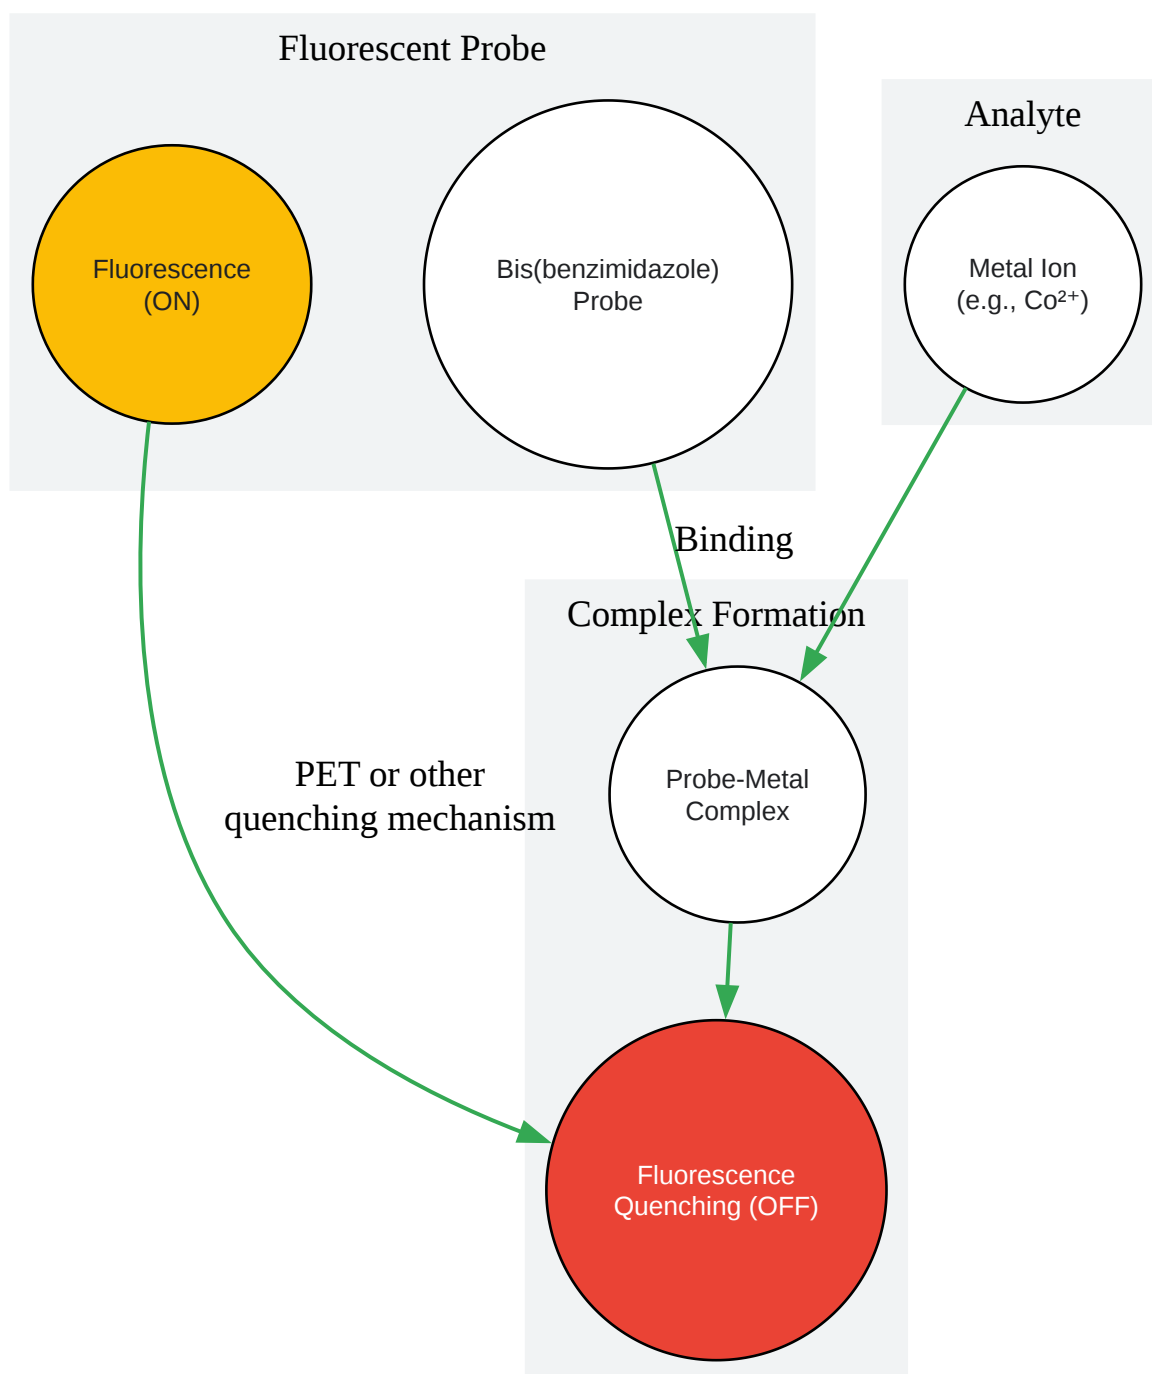 Fluorescent Probe
Analyte
Fluorescence
(ON)
Bis(benzimidazole)
Probe
Metal Ion
(e.g., Co²⁺)
Binding
Complex Formation
PET or other
quenching mechanism
Probe-Metal
Complex
Fluorescence
Quenching (OFF)